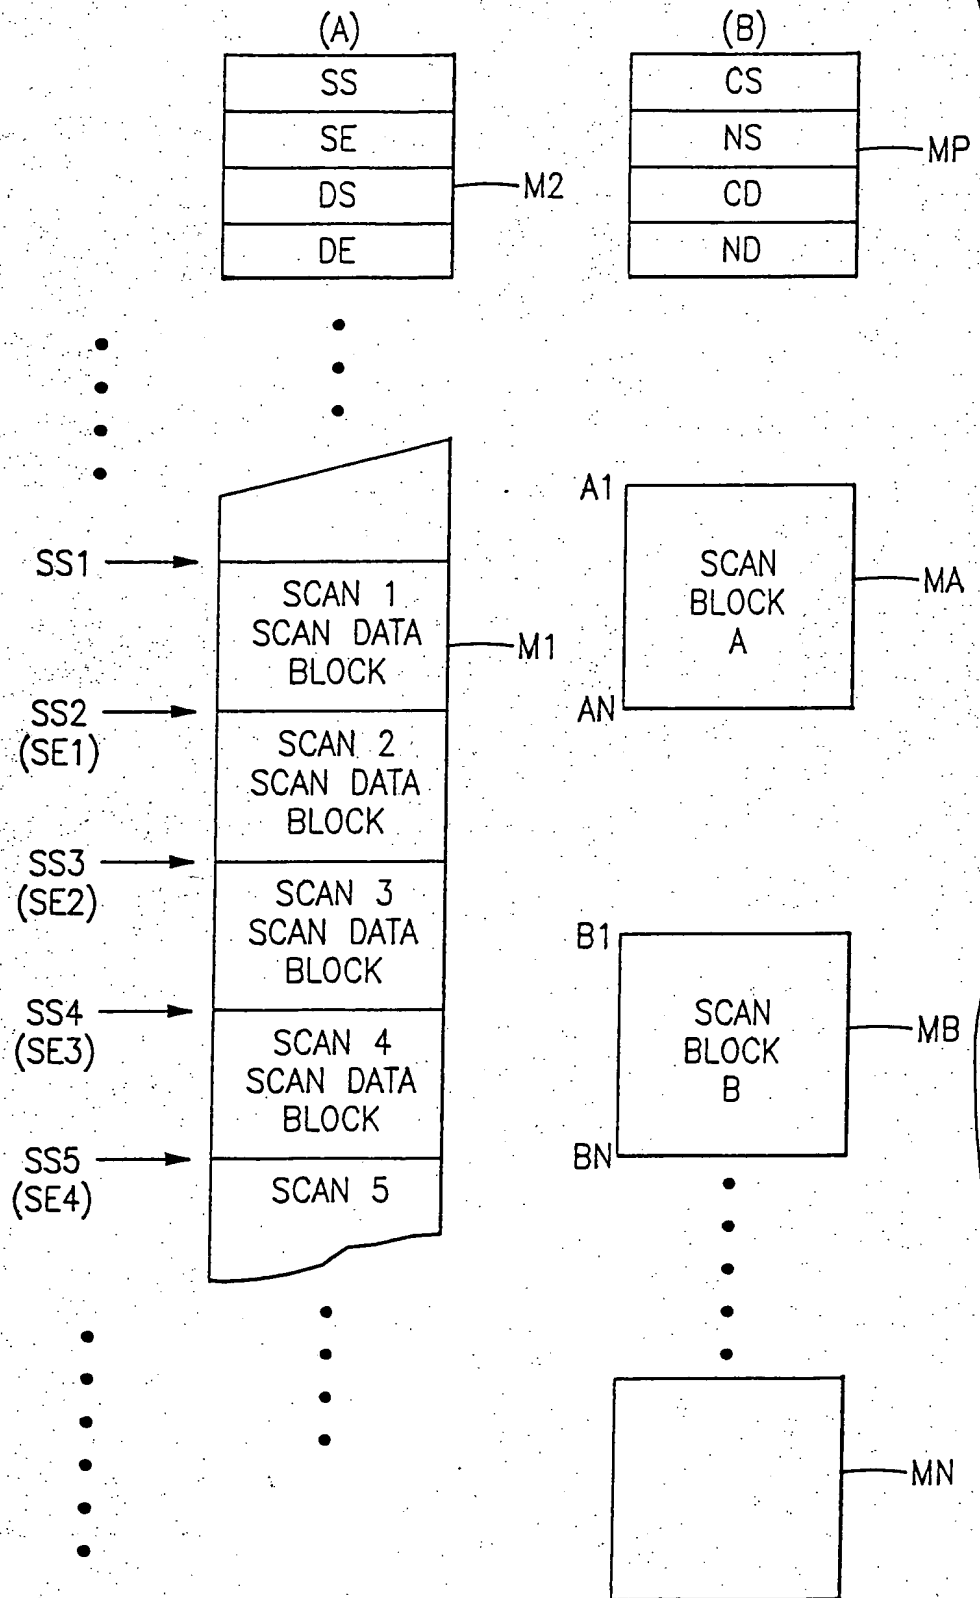 (A)
SS
SE
DS
DE
M2
(B)
CS
NS
CD
ND
MP
SS1
SS2
(SE1)
SS3
(SE2)
SS4
(SE3)
SS5
(SE4)
SCAN 1
SCAN DATA
BLOCK
M1
SCAN 2
SCAN DATA
BLOCK
SCAN 3
SCAN DATA
BLOCK
SCAN 4
SCAN DATA
BLOCK
SCAN 5
A1
SCAN
BLOCK
A
AN
MA
B1
SCAN
BLOCK
B
BN
MB
MN